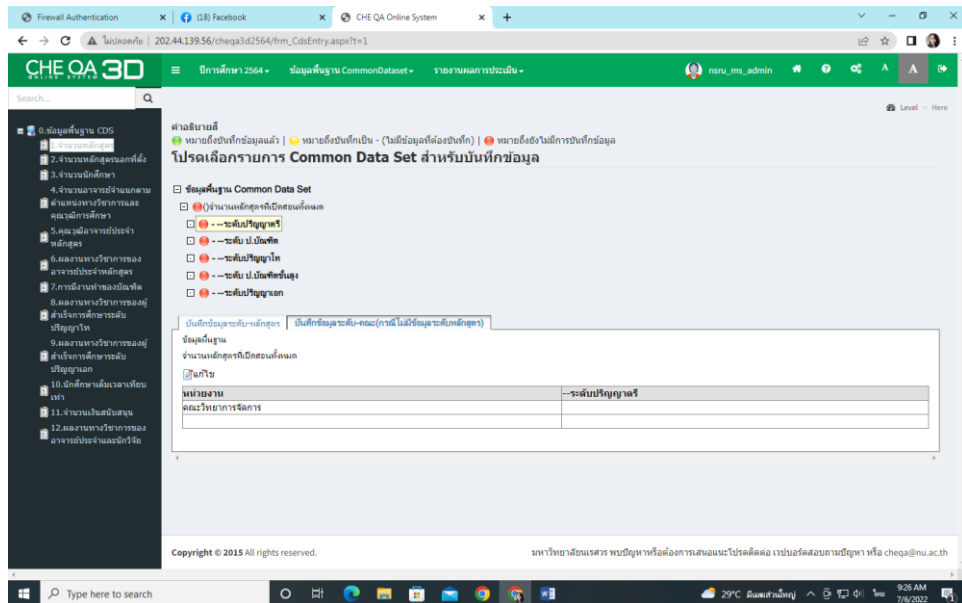 Firewall Authentication
(18) Facebook
CHE QA Online System
ไม่ปลอดภัย | 202.44.139.56/cheqa3d2564/frm_CdsEntry.aspx?t=1
CHE QA 3D
ONLINE SYSTEM
ปีการศึกษา 2564
ข้อมูลพื้นฐาน CommonDataset
รายงานผลการประเมิน
nsru_ms_admin
A
A
Search...
Level > Here
0.ข้อมูลพื้นฐาน CDS
1.จำนวนหลักสูตร
2.จำนวนหลักสูตรนอกที่ตั้ง
3.จำนวนนักศึกษา
4.จำนวนอาจารย์จำแนกตาม
ตำแหน่งทางวิชาการและ
คุณวุฒิการศึกษา
5.คุณวุฒิอาจารย์ประจำ
หลักสูตร
6.ผลงานทางวิชาการของ
อาจารย์ประจำหลักสูตร
7.การมีงานทำของบัณฑิต
8.ผลงานทางวิชาการของผู้
สำเร็จการศึกษาระดับ
ปริญญาโท
9.ผลงานทางวิชาการของผู้
สำเร็จการศึกษาระดับ
ปริญญาเอก
10.นักศึกษาเต็มเวลาเทียบ
เท่า
11.จำนวนเงินสนับสนุน
12.ผลงานทางวิชาการของ
อาจารย์ประจำและนักวิจัย
คำอธิบายสี
หมายถึงบันทึกข้อมูลแล้ว | หมายถึงบันทึกเป็น - (ไม่มีข้อมูลที่ต้องบันทึก) | หมายถึงยังไม่มีการบันทึกข้อมูล
โปรดเลือกรายการ Common Data Set สำหรับบันทึกข้อมูล
ข้อมูลพื้นฐาน Common Data Set
()จำนวนหลักสูตรที่เปิดสอนทั้งหมด
- --ระดับปริญญาตรี
- --ระดับ ป.บัณฑิต
- --ระดับปริญญาโท
- --ระดับ ป.บัณฑิตขั้นสูง
- --ระดับปริญญาเอก
บันทึกข้อมูลระดับ-หลักสูตร
บันทึกข้อมูลระดับ-คณะ(กรณีไม่มีข้อมูลระดับหลักสูตร)
ข้อมูลพื้นฐาน
จำนวนหลักสูตรที่เปิดสอนทั้งหมด
แก้ไข
หน่วยงาน
--ระดับปริญญาตรี
คณะวิทยาการจัดการ
Copyright © 2015 All rights reserved.
มหาวิทยาลัยนเรศวร พบปัญหาหรือต้องการเสนอแนะโปรดติดต่อ เวปบอร์ดสอบถามปัญหา หรือ cheqa@nu.ac.th
Type here to search
29°C มีเมฆส่วนใหญ่
ไทย
9:26 AM
7/6/2022